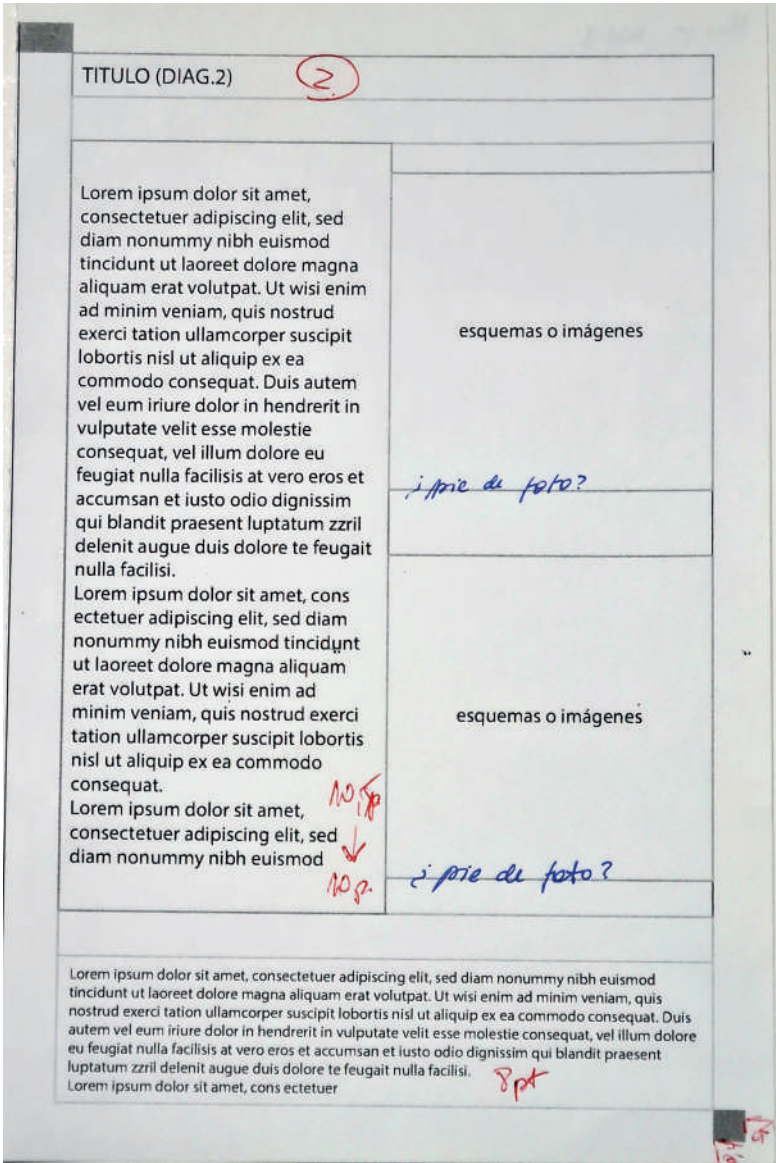 TITULO (DIAG.2)
2.
Lorem ipsum dolor sit amet,
consectetuer adipiscing elit, sed
diam nonummy nibh euismod
tincidunt ut laoreet dolore magna
aliquam erat volutpat. Ut wisi enim
ad minim veniam, quis nostrud
exerci tation ullamcorper suscipit
lobortis nisl ut aliquip ex ea
commodo consequat. Duis autem
vel eum iriure dolor in hendrerit in
vulputate velit esse molestie
consequat, vel illum dolore eu
feugiat nulla facilisis at vero eros et
accumsan et iusto odio dignissim
qui blandit praesent luptatum zzril
delenit augue duis dolore te feugait
nulla facilisi.
Lorem ipsum dolor sit amet, cons
ectetuer adipiscing elit, sed diam
nonummy nibh euismod tincidunt
ut laoreet dolore magna aliquam
erat volutpat. Ut wisi enim ad
minim veniam, quis nostrud exerci
tation ullamcorper suscipit lobortis
nisl ut aliquip ex ea commodo
consequat.
Lorem ipsum dolor sit amet,
consectetuer adipiscing elit, sed
diam nonummy nibh euismod
10 p.
esquemas o imágenes
¿pie de foto?
esquemas o imágenes
¿pie de foto?
Lorem ipsum dolor sit amet, consectetuer adipiscing elit, sed diam nonummy nibh euismod
tincidunt ut laoreet dolore magna aliquam erat volutpat. Ut wisi enim ad minim veniam, quis
nostrud exerci tation ullamcorper suscipit lobortis nisl ut aliquip ex ea commodo consequat. Duis
autem vel eum iriure dolor in hendrerit in vulputate velit esse molestie consequat, vel illum dolore
eu feugiat nulla facilisis at vero eros et accumsan et iusto odio dignissim qui blandit praesent
luptatum zzril delenit augue duis dolore te feugait nulla facilisi.
Lorem ipsum dolor sit amet, cons ectetuer
8pt